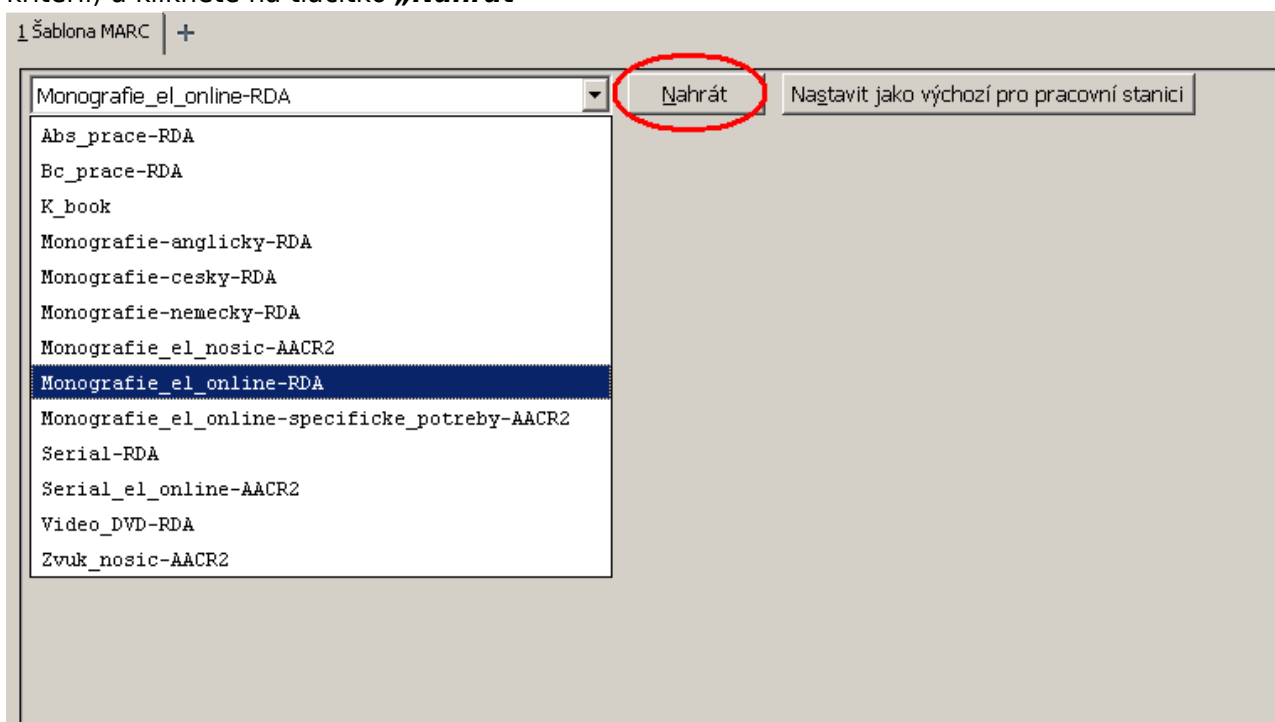 1 Šablona MARC +
Monografie_el_online-RDA Nahrát Nastavit jako výchozí pro pracovní stanici
Abs_prace-RDA
Bc_prace-RDA
K_book
Monografie-anglicky-RDA
Monografie-cesky-RDA
Monografie-nemecky-RDA
Monografie_el_nosic-AACR2
Monografie_el_online-RDA
Monografie_el_online-specificke_potreby-AACR2
Serial-RDA
Serial_el_online-AACR2
Video_DVD-RDA
Zvuk_nosic-AACR2